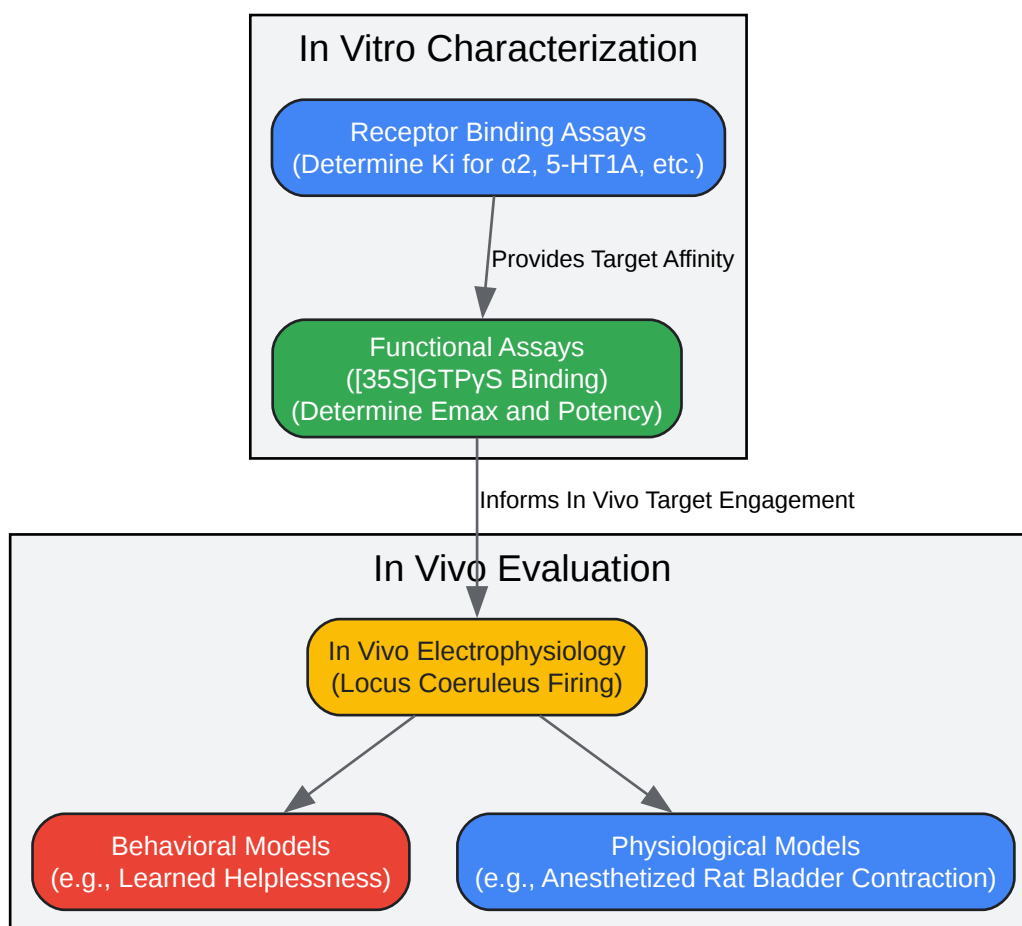 In Vitro Characterization
Receptor Binding Assays
(Determine Ki for α2, 5-HT1A, etc.)
Provides Target Affinity
Functional Assays
([35S]GTPγS Binding)
(Determine Emax and Potency)
Informs In Vivo Target Engagement
In Vivo Evaluation
In Vivo Electrophysiology
(Locus Coeruleus Firing)
Behavioral Models
(e.g., Learned Helplessness)
Physiological Models
(e.g., Anesthetized Rat Bladder Contraction)